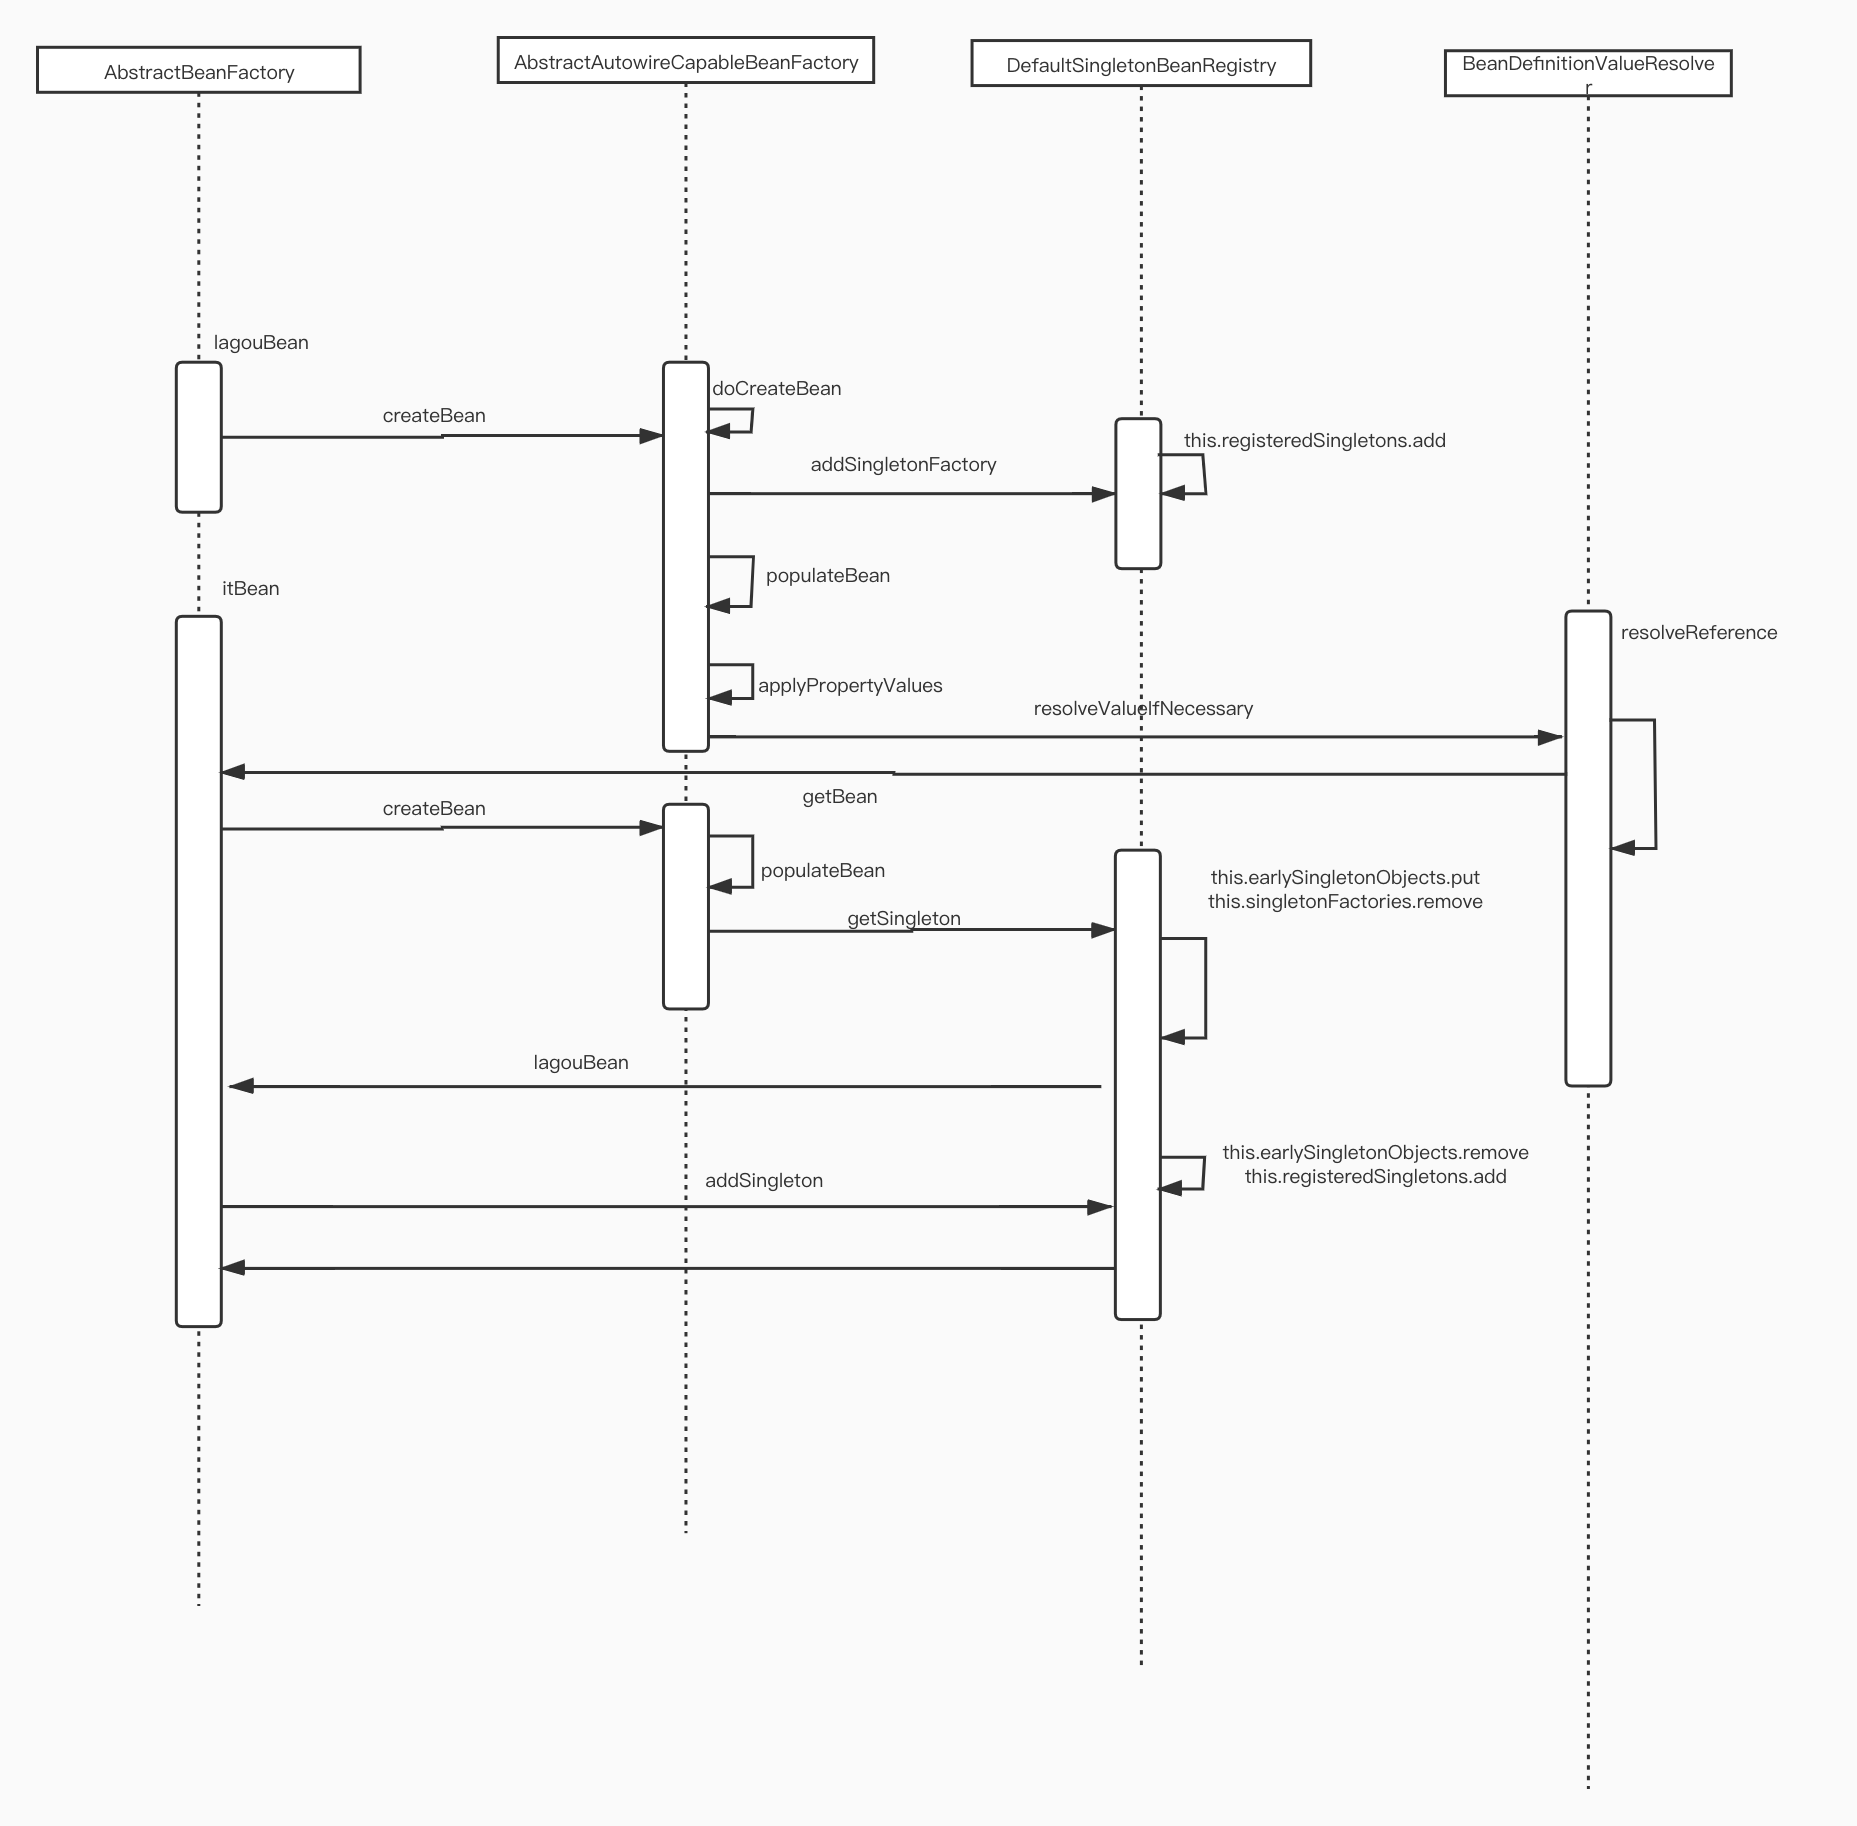 AbstractBeanFactory
AbstractAutowireCapableBeanFactory
DefaultSingletonBeanRegistry
BeanDefinitionValueResolve
r
lagouBean
doCreateBean
createBean
this.registeredSingletons.add
addSingletonFactory
populateBean
itBean
resolveReference
applyPropertyValues
resolveValueIfNecessary
getBean
createBean
populateBean
this.earlySingletonObjects.put
this.singletonFactories.remove
getSingleton
lagouBean
this.earlySingletonObjects.remove
this.registeredSingletons.add
addSingleton